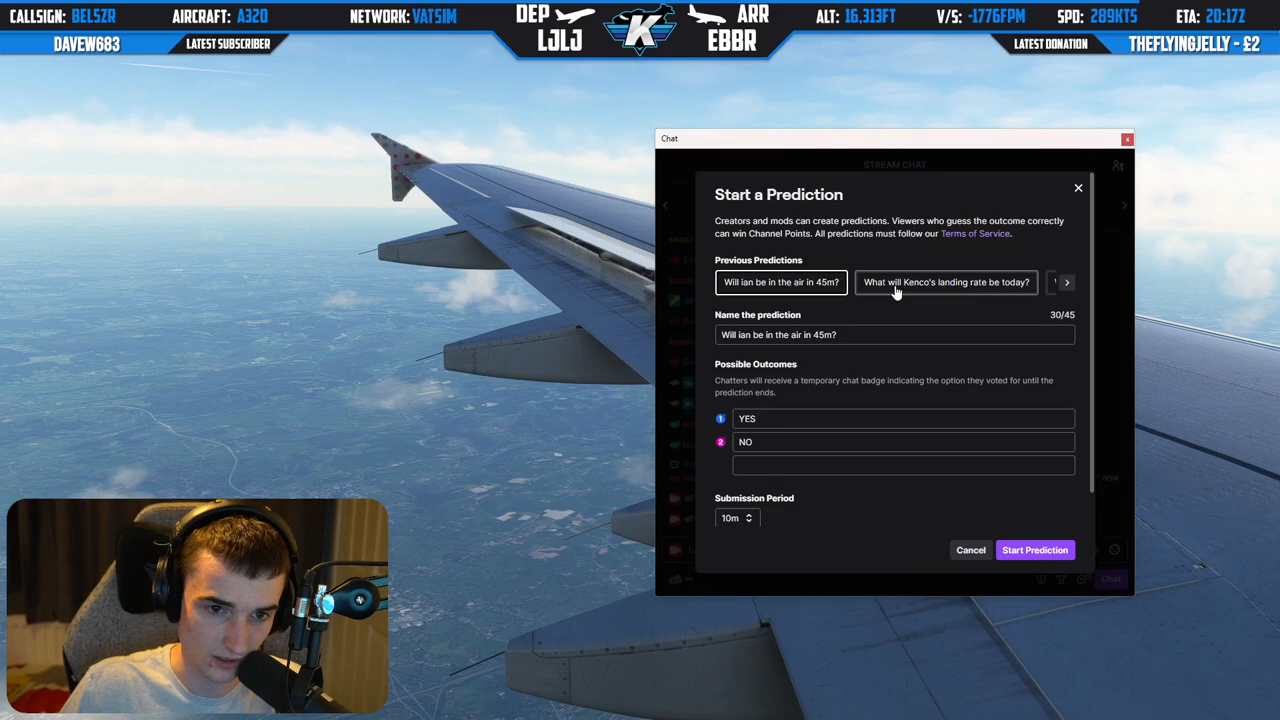 CALLSIGN: BEL5ZR
AIRCRAFT: A320
NETWORK: VATSIM
DEP
LJLJ
K
ARR
EBBR
ALT: 16,313FT
V/S: -1776FPM
SPD: 289KTS
ETA: 20:17Z
DAVEW683
LATEST SUBSCRIBER
LATEST DONATION
THEFLYINGJELLY - £2
Chat
STREAM CHAT
Start a Prediction
Creators and mods can create predictions. Viewers who guess the outcome correctly
can win Channel Points. All predictions must follow our Terms of Service.
Previous Predictions
Will ian be in the air in 45m?
What will Kenco's landing rate be today?
Name the prediction
30/45
Will ian be in the air in 45m?
Possible Outcomes
Chatters will receive a temporary chat badge indicating the option they voted for until the
prediction ends.
1 YES
2 NO
Submission Period
10m
Cancel
Start Prediction
Chat